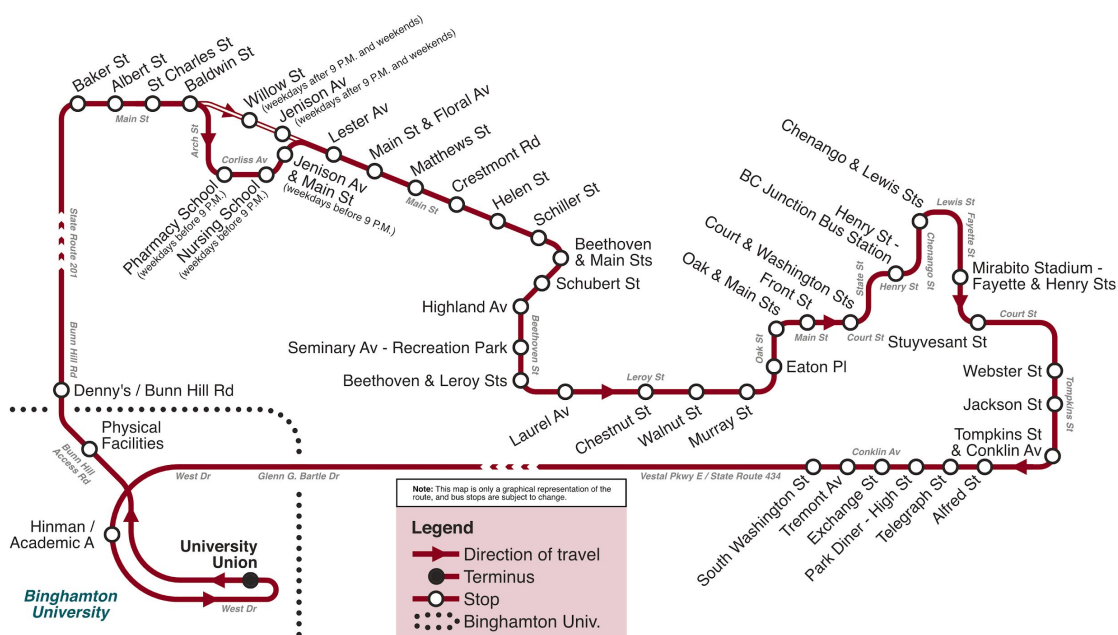 Baker St
Albert St
St Charles St
Baldwin St
Main St
Willow St
(weekdays after 9 P.M. and weekends)
Jenison Av
(weekdays after 9 P.M. and weekends)
Arch St
Corliss Av
Pharmacy School
(weekdays before 9 P.M.)
Nursing School
(weekdays before 9 P.M.)
Jenison Av
& Main St
(weekdays before 9 P.M.)
Lester Av
Main St & Floral Av
Matthews St
Main St
Crestmont Rd
Helen St
Schiller St
Beethoven
& Main Sts
Schubert St
Highland Av
Beethoven St
Seminary Av - Recreation Park
Beethoven & Leroy Sts
Laurel Av
Leroy St
Chestnut St
Walnut St
Murray St
Eaton Pl
Oak St
Oak & Main Sts
Front St
Main St
Court & Washington Sts
Court St
State St
Henry St -
BC Junction Bus Station
Henry St
Chenango St
Chenango & Lewis Sts
Lewis St
Fayette St
Mirabito Stadium -
Fayette & Henry Sts
Stuyvesant St
Court St
Webster St
Jackson St
Tompkins St
Tompkins St
& Conklin Av
Alfred St
Telegraph St
Park Diner - High St
Exchange St
Conklin Av
Tremont Av
South Washington St
Vestal Pkwy E / State Route 434
Glenn G. Bartle Dr
West Dr
State Route 201
Bunn Hill Rd
Denny's / Bunn Hill Rd
Physical
Facilities
Bunn Hill
Access Rd
Hinman /
Academic A
University
Union
West Dr
Binghamton
University
Note: This map is only a graphical representation of the
route, and bus stops are subject to change.
Legend
Direction of travel
Terminus
Stop
Binghamton Univ.